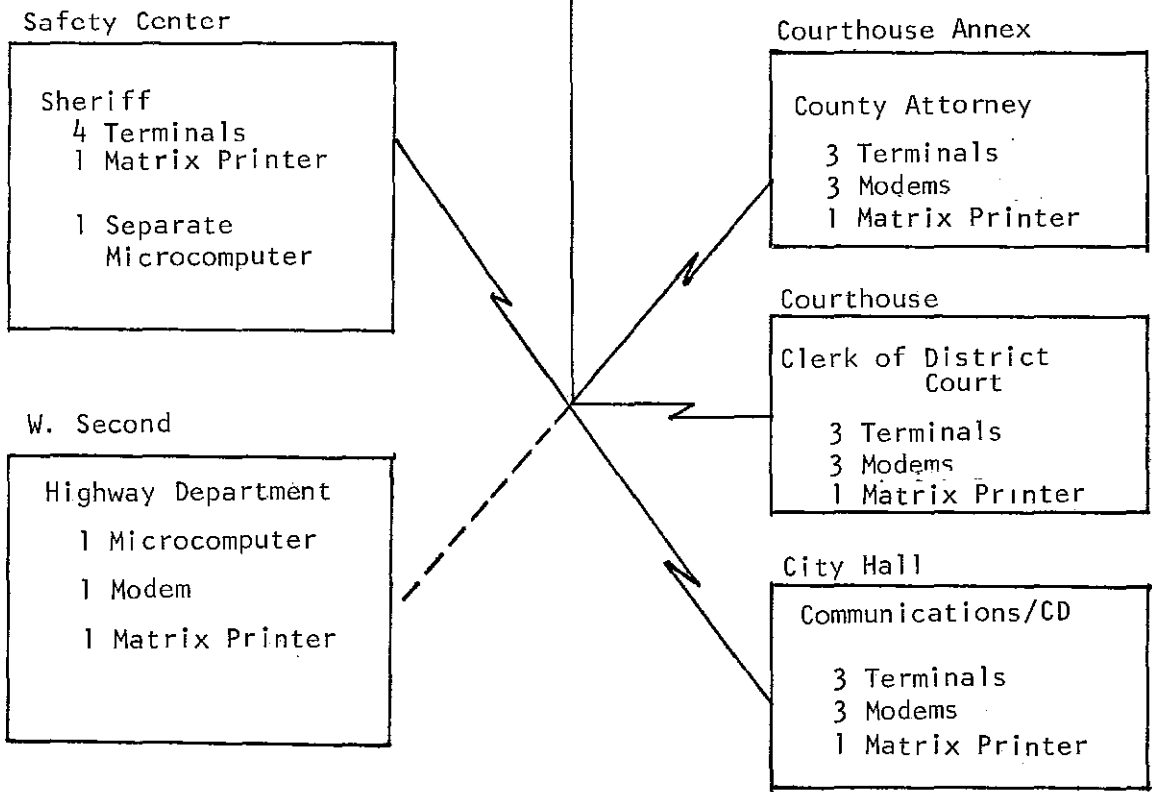 Safety Center
Sheriff
4 Terminals
1 Matrix Printer
1 Separate
Microcomputer
W. Second
Highway Department
1 Microcomputer
1 Modem
1 Matrix Printer
Courthouse Annex
County Attorney
3 Terminals
3 Modems
1 Matrix Printer
Courthouse
Clerk of District
Court
3 Terminals
3 Modems
1 Matrix Printer
City Hall
Communications/CD
3 Terminals
3 Modems
1 Matrix Printer